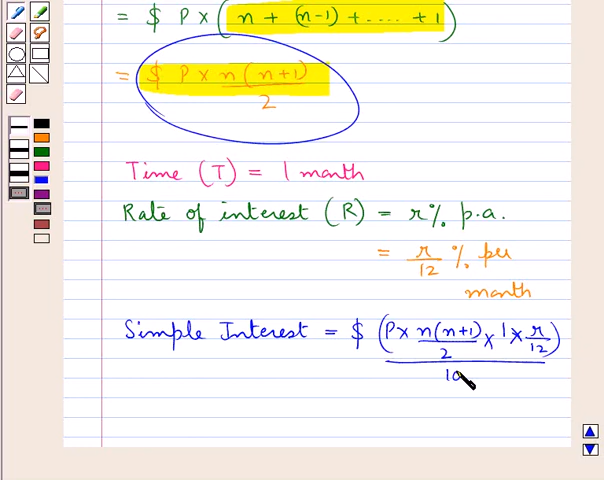 = $ P × ( n + (n-1) + ..... + 1 )
= $ P × n(n+1)
2
Time (T) = 1 month
Rate of interest (R) = r% p.a.
= r/12 % per
month
Simple Interest = $ (P × n(n+1)/2 × 1 × r/12)
10